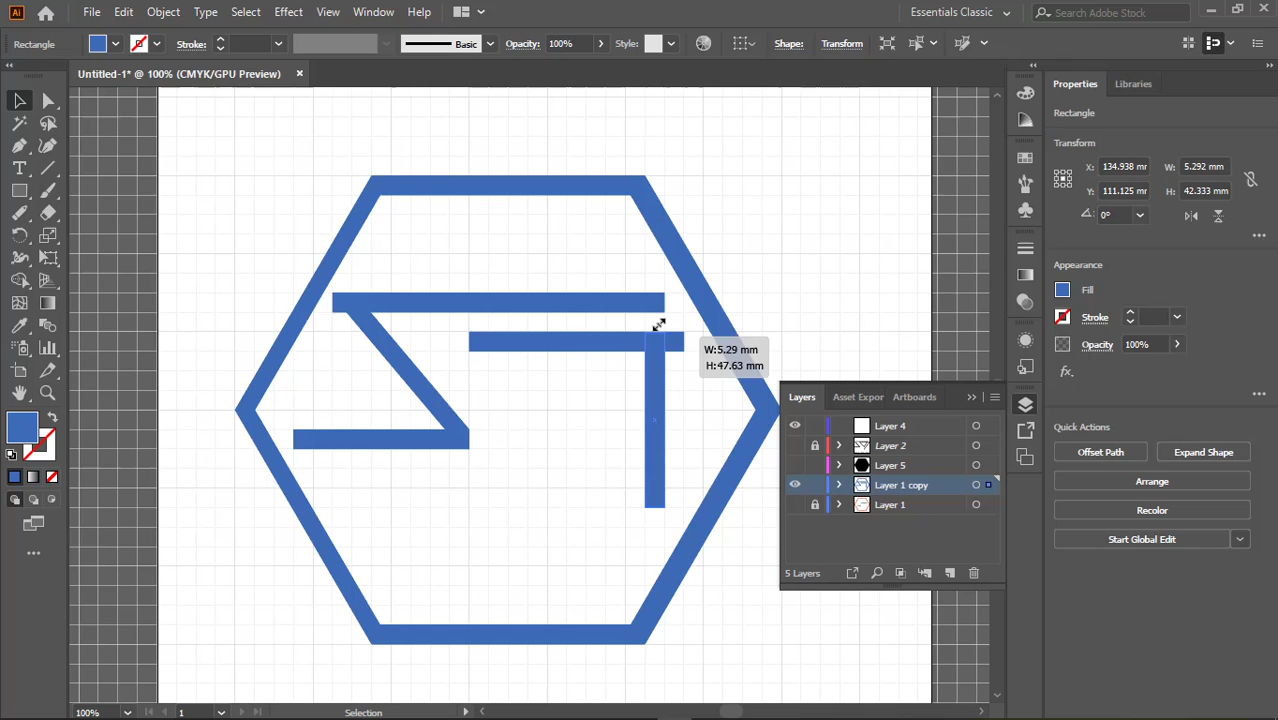 Ai File Edit Object Type Select Effect View Window Help Essentials Classic Search Adobe Stock
Rectangle Stroke: Basic Opacity: 100% Style: Shape: Transform
Untitled-1* @ 100% (CMYK/GPU Preview) ×
Properties Libraries
Rectangle
Transform
X: 134.938 mr W: 5.292 mm
Y: 111.125 mm H: 42.333 mm
0°
Appearance
Fill
Stroke
Opacity 100%
fx.
Quick Actions
Offset Path Expand Shape
Arrange
Recolor
Start Global Edit
W:5.29 mm
H:47.63 mm
Layers Asset Expor Artboards
Layer 4
Layer 2
Layer 5
Layer 1 copy
Layer 1
5 Layers
100% 1 Selection